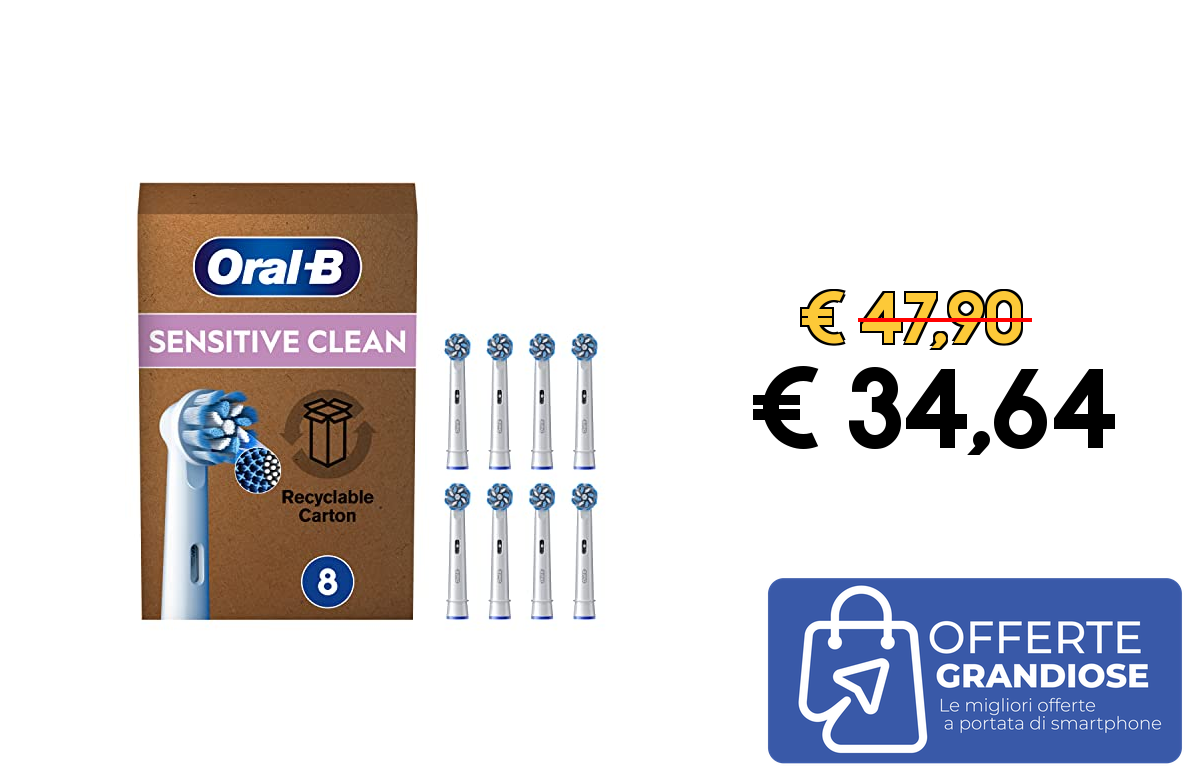 Oral-B
SENSITIVE CLEAN
Recyclable
Carton
8
€ 47,90
€ 34,64
OFFERTE
GRANDIOSE
Le migliori offerte
a portata di smartphone